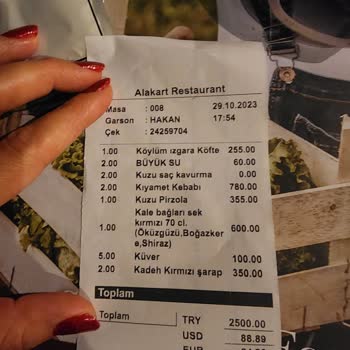 Alakart Restaurant
Masa : 008 29.10.2023
Garson : HAKAN 17:54
Çek : 24259704
1.00 Köylüm ızgara Köfte 255.00
2.00 BÜYÜK SU 60.00
2.00 Kuzu saç kavurma 0.00
2.00 Kıyamet Kebabı 780.00
1.00 Kuzu Pirzola 355.00
Kale bağları sek
kırmızı 70 cl.
1.00 (Öküzgüzü,Boğazker 600.00
e,Shiraz)
5.00 Küver 100.00
2.00 Kadeh Kırmızı şarap 350.00
Toplam
Toplam TRY 2500.00
USD 88.89
EUR